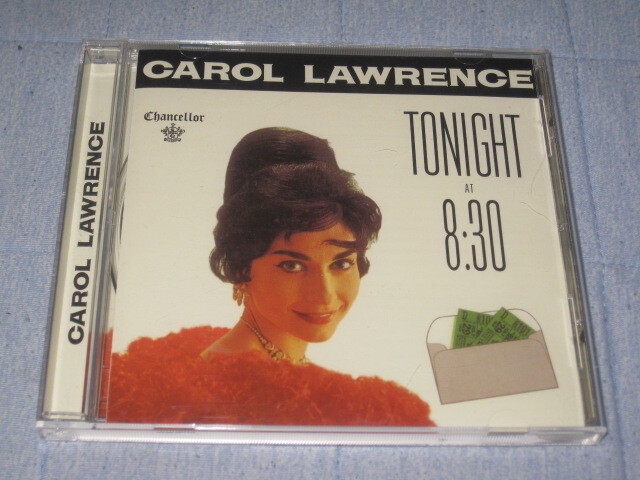 CAROL LAWRENCE
CAROL LAWRENCE
Chancellor
TONIGHT
AT
8:30